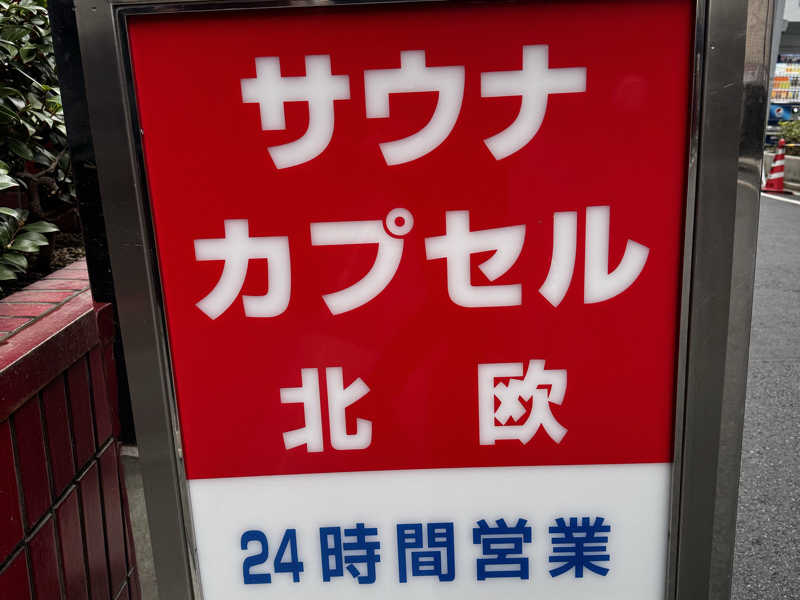 サウナ
カプセル
北 欧
24時間営業